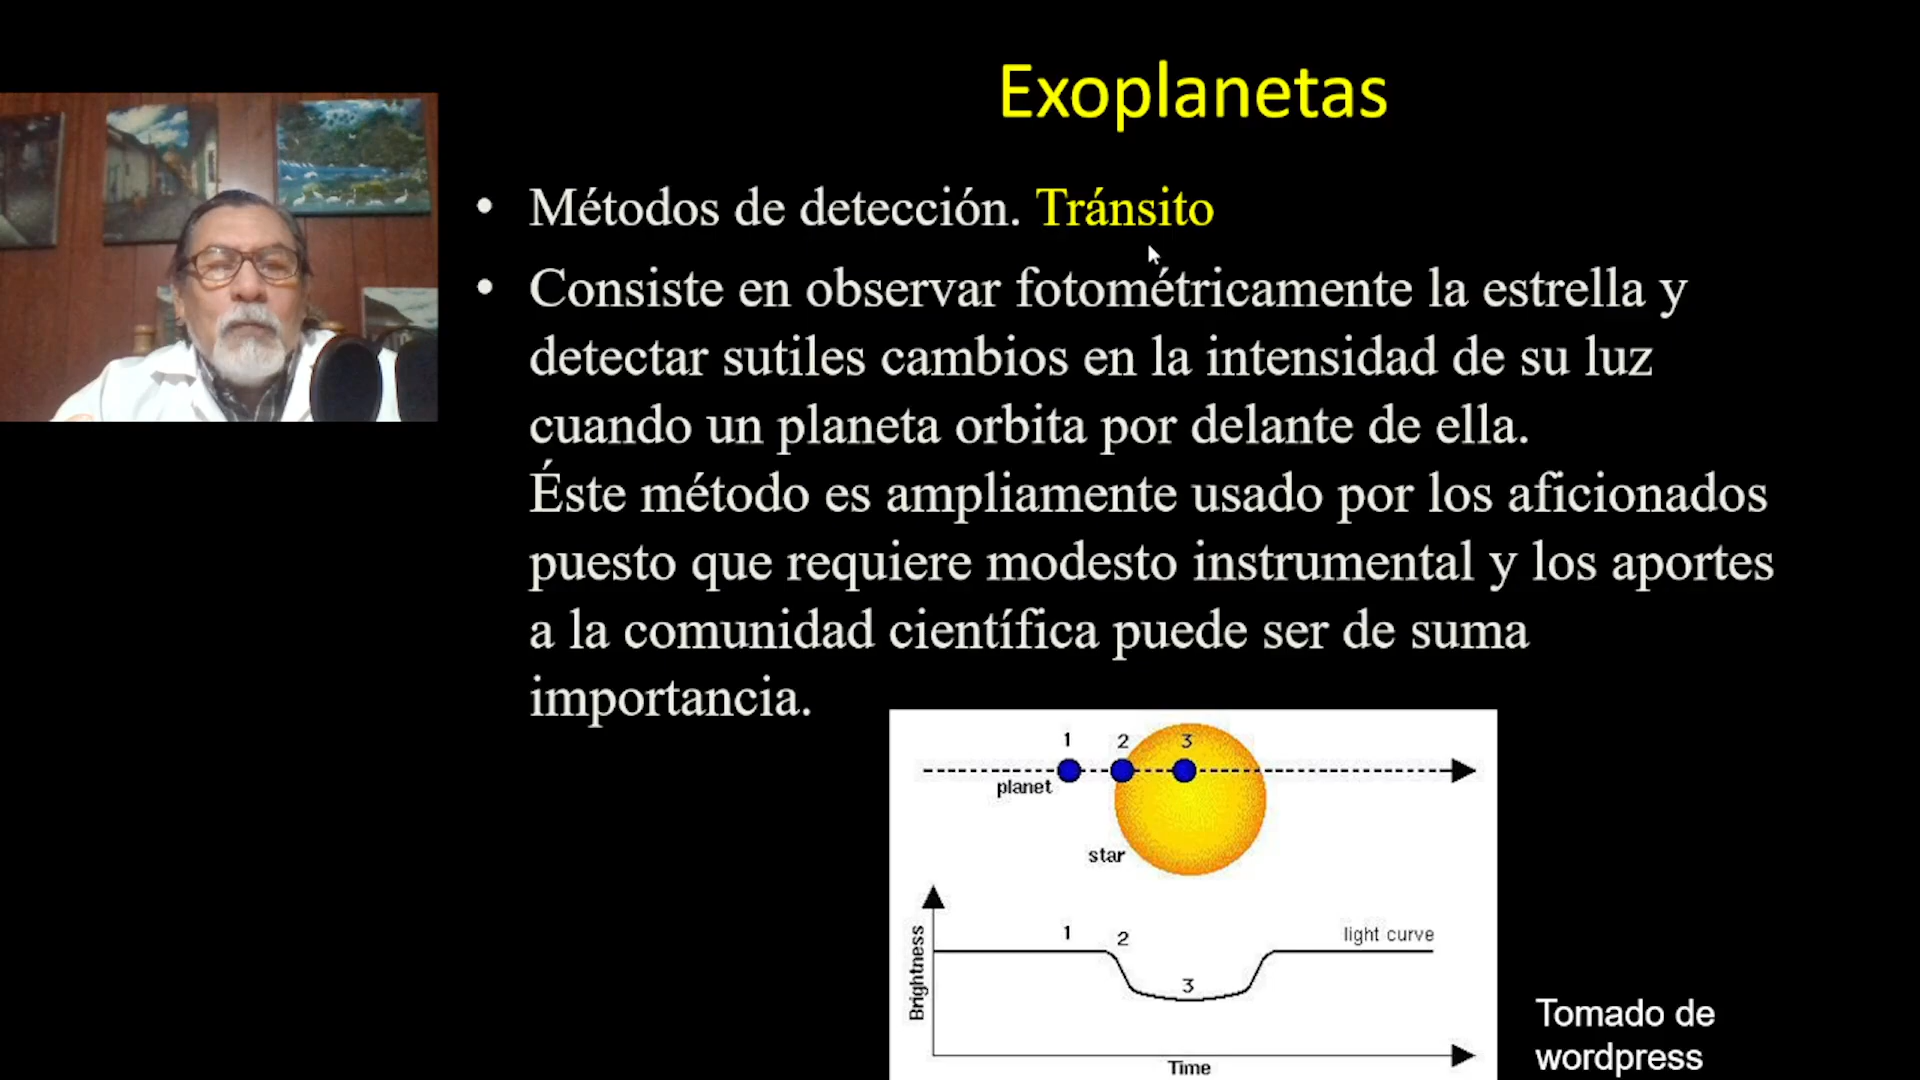 Exoplanetas
• Métodos de detección. Tránsito
• Consiste en observar fotométricamente la estrella y
detectar sutiles cambios en la intensidad de su luz
cuando un planeta orbita por delante de ella.
Éste método es ampliamente usado por los aficionados
puesto que requiere modesto instrumental y los aportes
a la comunidad científica puede ser de suma
importancia.
1 2 3
planet
star
Brightness
1 2
light curve
3
Time
Tomado de
wordpress